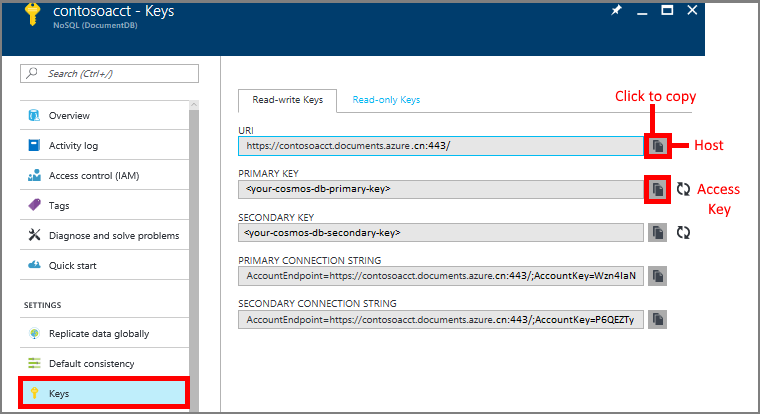 contosoacct - Keys
NoSQL (DocumentDB)
Search (Ctrl+/)
Overview
Activity log
Access control (IAM)
Tags
Diagnose and solve problems
Quick start
SETTINGS
Replicate data globally
Default consistency
Keys
Read-write Keys
Read-only Keys
Click to copy
URI
https://contosoacct.documents.azure.cn:443/
Host
PRIMARY KEY
<your-cosmos-db-primary-key>
Access
Key
SECONDARY KEY
<your-cosmos-db-secondary-key>
PRIMARY CONNECTION STRING
AccountEndpoint=https://contosoacct.documents.azure.cn:443/;AccountKey=Wzn4IaN
SECONDARY CONNECTION STRING
AccountEndpoint=https://contosoacct.documents.azure.cn:443/;AccountKey=P6QEZTy